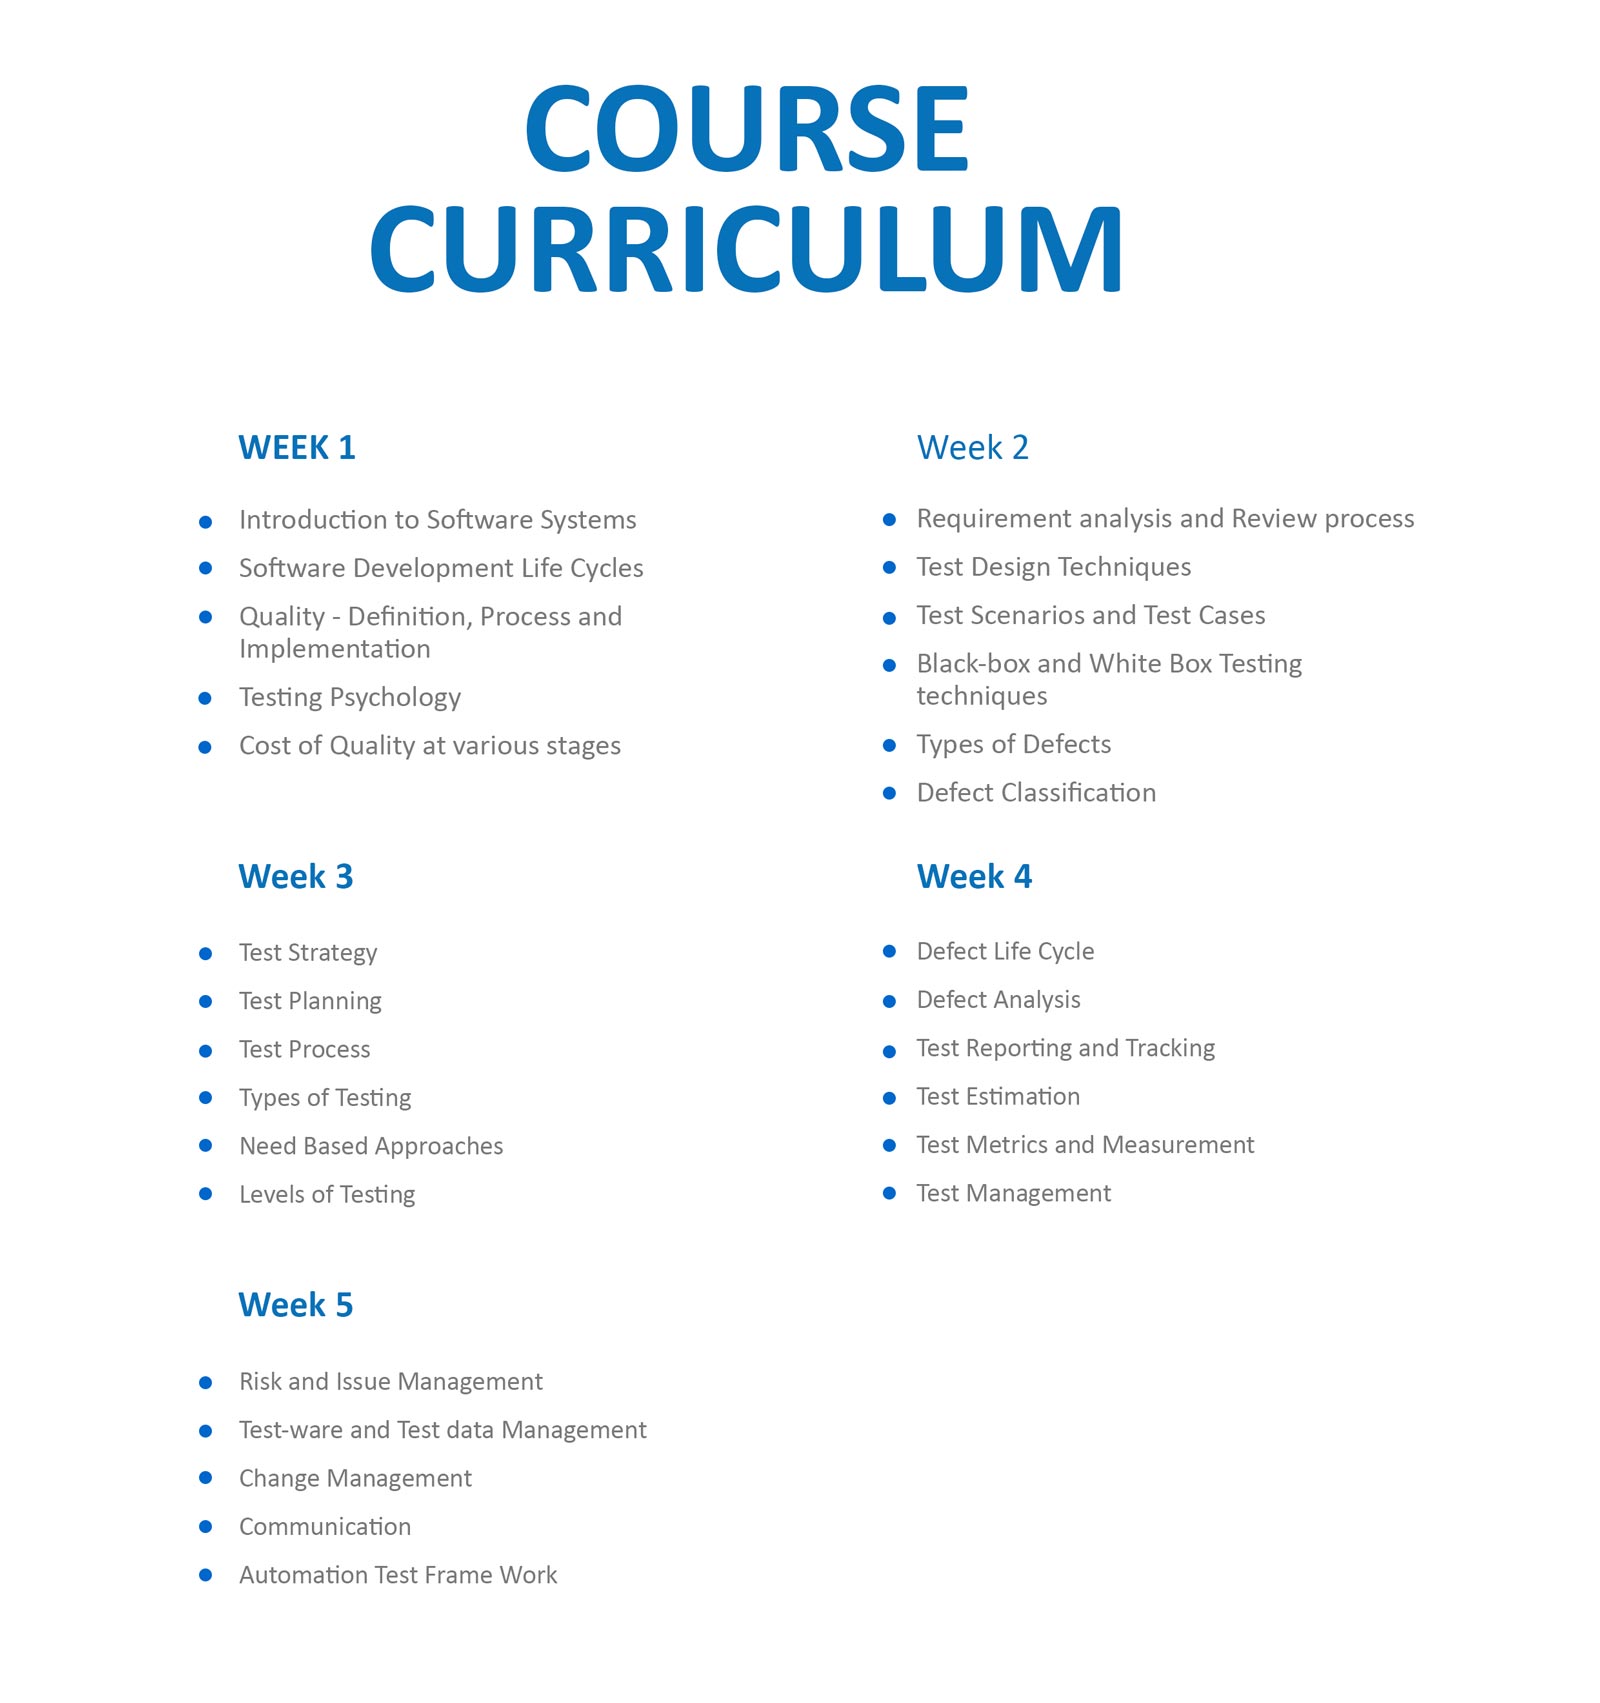 COURSE
CURRICULUM
WEEK 1
Introduction to Software Systems
Software Development Life Cycles
Quality - Definition, Process and
Implementation
Testing Psychology
Cost of Quality at various stages
Week 2
Requirement analysis and Review process
Test Design Techniques
Test Scenarios and Test Cases
Black-box and White Box Testing
techniques
Types of Defects
Defect Classification
Week 3
Test Strategy
Test Planning
Test Process
Types of Testing
Need Based Approaches
Levels of Testing
Week 4
Defect Life Cycle
Defect Analysis
Test Reporting and Tracking
Test Estimation
Test Metrics and Measurement
Test Management
Week 5
Risk and Issue Management
Test-ware and Test data Management
Change Management
Communication
Automation Test Frame Work